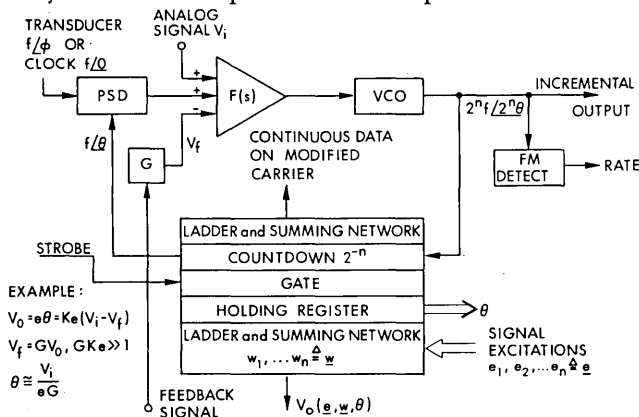 TRANSDUCER
f/ϕ OR
CLOCK f/0
ANALOG
SIGNAL Vi
PSD
+
+
-
F(s)
VCO
2ⁿf/2ⁿθ
INCREMENTAL
OUTPUT
f/θ
G
Vf
CONTINUOUS DATA
ON MODIFIED
CARRIER
FM
DETECT
RATE
LADDER and SUMMING NETWORK
COUNTDOWN 2⁻ⁿ
STROBE
GATE
HOLDING REGISTER
θ
LADDER and SUMMING NETWORK
w₁, ... wₙ ≜ w
SIGNAL
EXCITATIONS
e₁, e₂, ...eₙ ≜ e
EXAMPLE:
V₀ = eθ = Ke(Vi-Vf)
Vf = GV₀, GKe ≫ 1
θ ≅ Vi/eG
FEEDBACK
SIGNAL
V₀(e, w, θ)